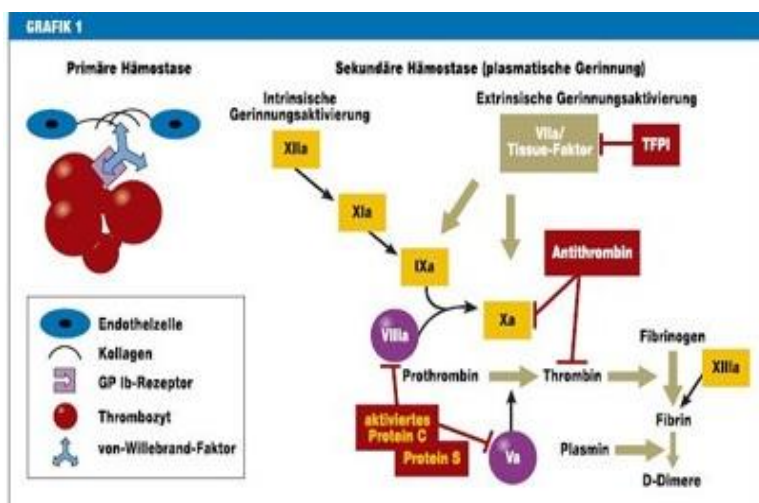 GRAFIK 1
Primäre Hämostase
Sekundäre Hämostase (plasmatische Gerinnung)
Intrinsische
Gerinnungsaktivierung
Extrinsische Gerinnungsaktivierung
XIIa
VIIa/
Tissue-Faktor
TFPI
XIa
IXa
Antithrombin
Xa
VIIIa
Fibrinogen
XIIIa
Prothrombin
Thrombin
Fibrin
aktiviertes
Protein C
Protein S
Va
Plasmin
D-Dimere
Endothelzelle
Kollagen
GP Ib-Rezeptor
Thrombozyt
von-Willebrand-Faktor